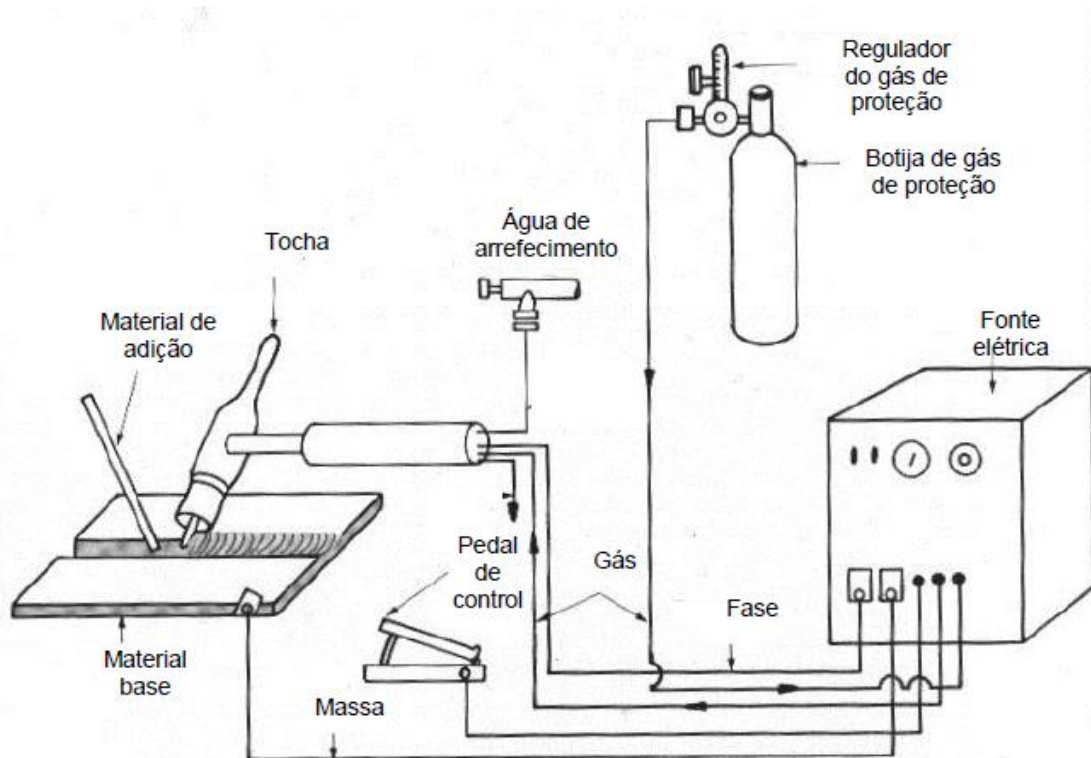 Regulador
do gás de
proteção
Botija de gás
de proteção
Água de
arrefecimento
Tocha
Material de
adição
Fonte
elétrica
Pedal
de
control
Gás
Fase
Material
base
Massa